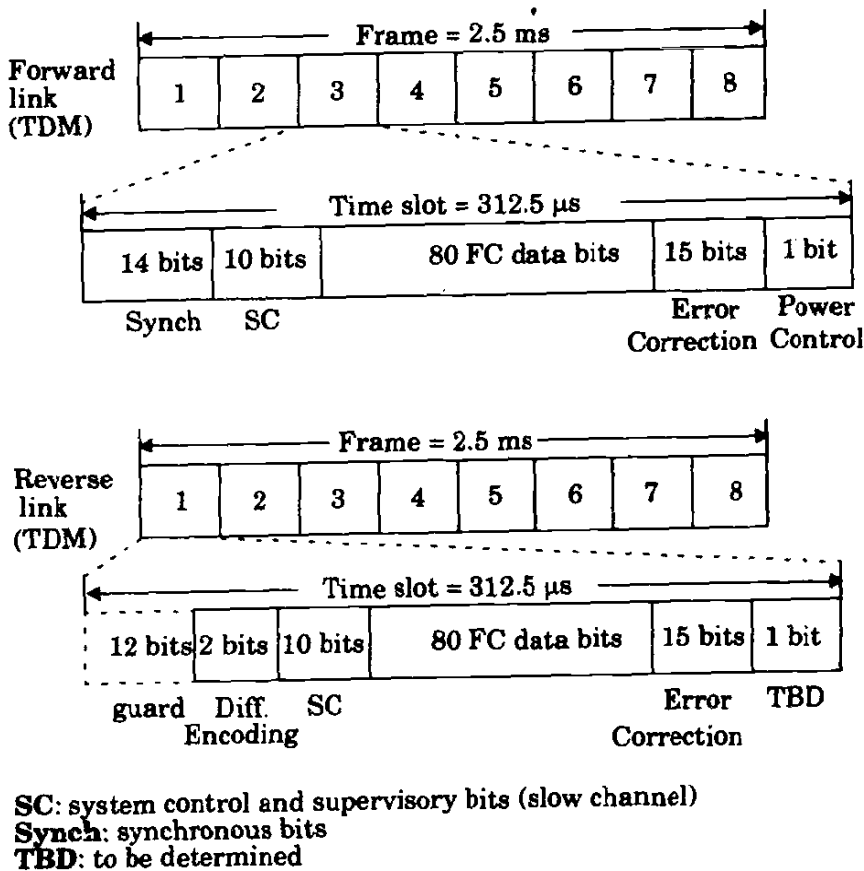 Frame = 2.5 ms
Forward
link
(TDM)
1 2 3 4 5 6 7 8
Time slot = 312.5 µs
14 bits 10 bits 80 FC data bits 15 bits 1 bit
Synch SC Error Power
Correction Control
Frame = 2.5 ms
Reverse
link
(TDM)
1 2 3 4 5 6 7 8
Time slot = 312.5 µs
12 bits 2 bits 10 bits 80 FC data bits 15 bits 1 bit
guard Diff. SC Error TBD
Encoding Correction
SC: system control and supervisory bits (slow channel)
Synch: synchronous bits
TBD: to be determined